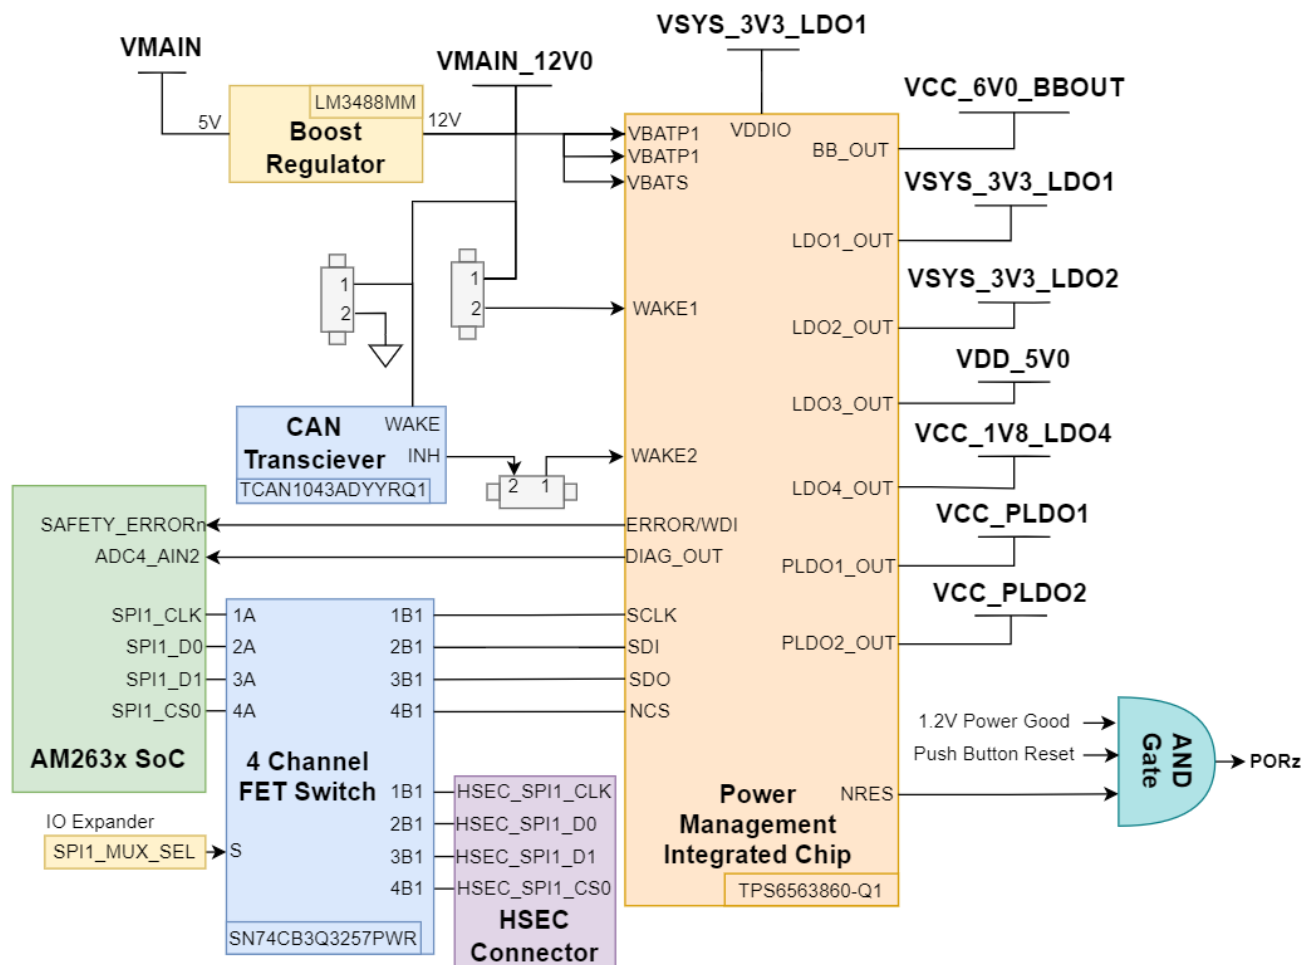 VSYS_3V3_LDO1
VMAIN
VMAIN_12V0
LM3488MM
5V
Boost
Regulator
12V
VBATP1
VBATP1
VBATS
VDDIO
VCC_6V0_BBOUT
BB_OUT
VSYS_3V3_LDO1
LDO1_OUT
VSYS_3V3_LDO2
LDO2_OUT
VDD_5V0
LDO3_OUT
VCC_1V8_LDO4
LDO4_OUT
VCC_PLDO1
PLDO1_OUT
VCC_PLDO2
PLDO2_OUT
1
2
1
2
WAKE1
CAN
Transciever
WAKE
INH
TCAN1043ADYYRQ1
2
1
WAKE2
SAFETY_ERRORn
ERROR/WDI
ADC4_AIN2
DIAG_OUT
SPI1_CLK
1A
1B1
SCLK
SPI1_D0
2A
2B1
SDI
SPI1_D1
3A
3B1
SDO
SPI1_CS0
4A
4B1
NCS
AM263x SoC
4 Channel
FET Switch
1B1
HSEC_SPI1_CLK
2B1
HSEC_SPI1_D0
3B1
HSEC_SPI1_D1
4B1
HSEC_SPI1_CS0
HSEC
Connector
IO Expander
SPI1_MUX_SEL
S
SN74CB3Q3257PWR
Power
Management
Integrated Chip
TPS6563860-Q1
NRES
1.2V Power Good
Push Button Reset
AND
Gate
PORz